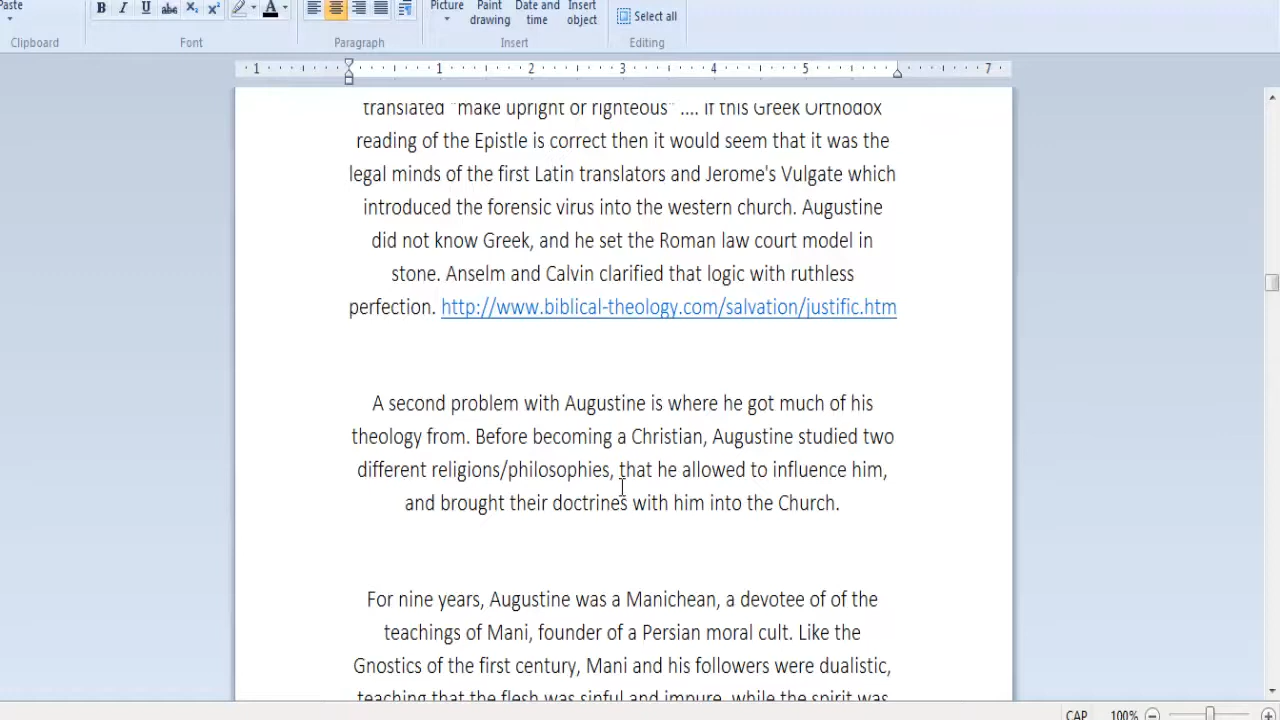 Paste
B I U abc X₂ X² A
Picture Paint drawing Date and time Insert object Select all
Clipboard Font Paragraph Insert Editing
1 1 2 3 4 5 7
translated "make upright or righteous" .... If this Greek Orthodox
reading of the Epistle is correct then it would seem that it was the
legal minds of the first Latin translators and Jerome's Vulgate which
introduced the forensic virus into the western church. Augustine
did not know Greek, and he set the Roman law court model in
stone. Anselm and Calvin clarified that logic with ruthless
perfection. http://www.biblical-theology.com/salvation/justific.htm
A second problem with Augustine is where he got much of his
theology from. Before becoming a Christian, Augustine studied two
different religions/philosophies, that he allowed to influence him,
and brought their doctrines with him into the Church.
For nine years, Augustine was a Manichean, a devotee of of the
teachings of Mani, founder of a Persian moral cult. Like the
Gnostics of the first century, Mani and his followers were dualistic,
teaching that the flesh was sinful and impure, while the spirit was
CAP 100%